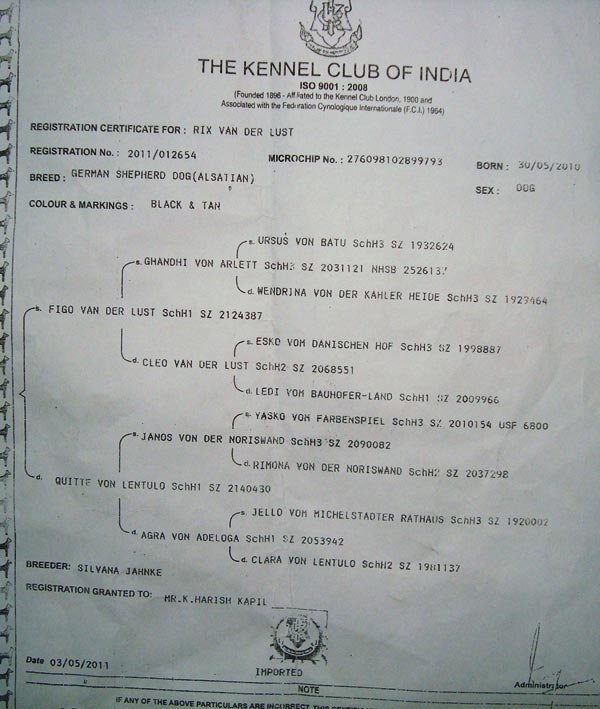 THE KENNEL CLUB OF INDIA
ISO 9001 : 2008
(Founded 1896 - Affiliated to the Kennel Club London, 1900 and
Associated with the Federation Cynologique Internationale (F.C.I.) 1964)
REGISTRATION CERTIFICATE FOR : RIX VAN DER LUST
REGISTRATION No. : 2011/012654 MICROCHIP No. : 276098102899793 BORN : 30/05/2010
BREED : GERMAN SHEPHERD DOG(ALSATIAN) SEX : DOG
COLOUR & MARKINGS : BLACK & TAN
s. URSUS VON BATU SchH3 SZ 1932624
s. GHANDHI VON ARLETT SchH3 SZ 2031121 NHSB
d. WENDRINA VON DER KAHLER HEIDE SchH3 SZ 1923464
s. FIGO VAN DER LUST SchH1 SZ 2124387
s. ESKO VOM DANISCHEN HOF SchH3 SZ 1998887
d. CLEO VAN DER LUST SchH2 SZ 2068551
d. LEDI VOM BAUHOFER-LAND SchH1 SZ 2009966
s. YASKO VOM FARBENSPIEL SchH3 SZ 2010154 USF 6800
s. JANOS VON DER NORISWAND SchH3 SZ 2090082
d. RIMONA VON DER NORISWAND SchH2 SZ 2037298
d. QUITTE VON LENTULO SchH1 SZ 2140430
s. JELLO VOM MICHELSTADTER RATHAUS SchH3 SZ 1920002
d. AGRA VON ADELOGA SchH1 SZ 2053942
d. CLARA VON LENTULO SchH2 SZ 1981137
BREEDER: SILVANA JAHNKE
REGISTRATION GRANTED TO: MR.K.HARISH KAPIL
IMPORTED
Date 03/05/2011 Administrator
NOTE
IF ANY OF THE ABOVE PARTICULARS ARE INCORRECT THIS